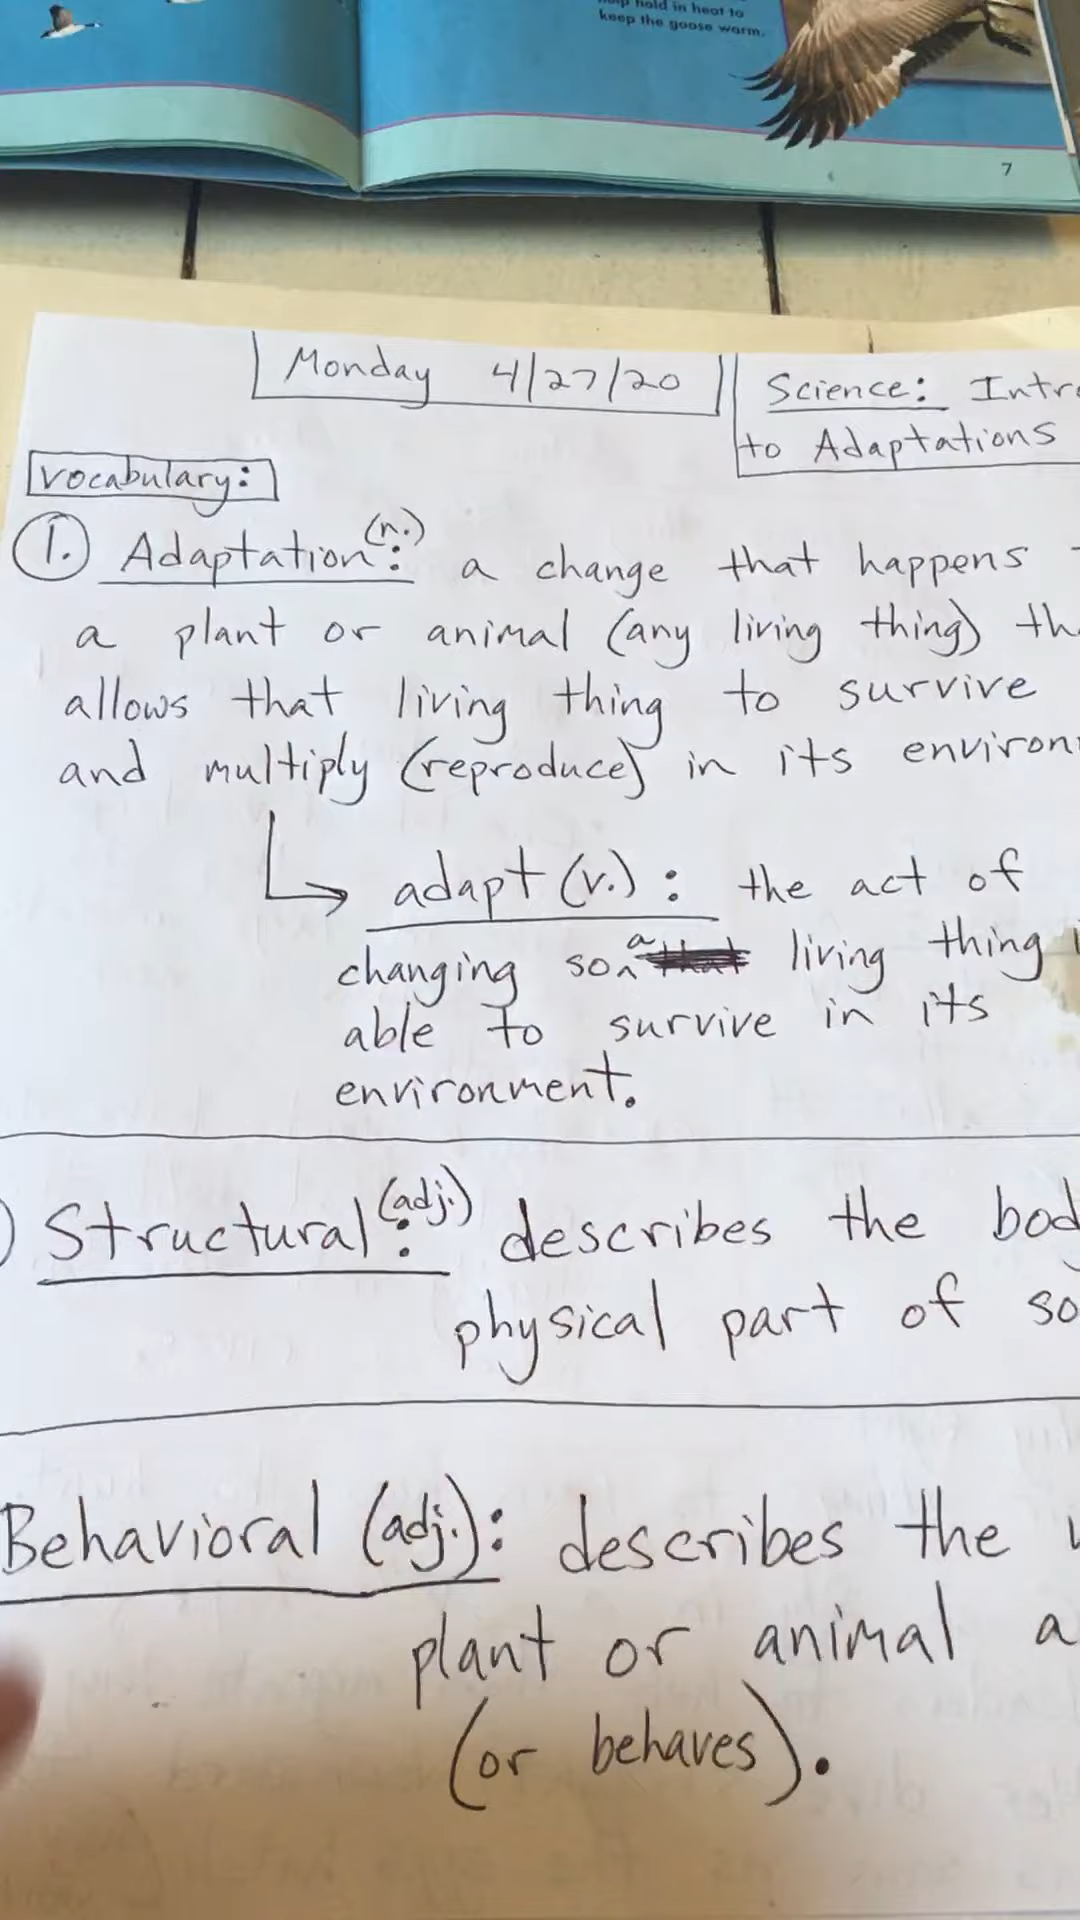 hold in heat to
keep the goose warm.
7
Monday 4/27/20
Science: Intro
to Adaptations
vocabulary:
1. Adaptation (n.): a change that happens
a plant or animal (any living thing)
allows that living thing to survive
and multiply (reproduce) in its environ
adapt (v.): the act of
changing so a living thing
able to survive in its
environment.
Structural (adj.): describes the bod
physical part of so
Behavioral (adj.): describes the
plant or animal a
(or behaves).